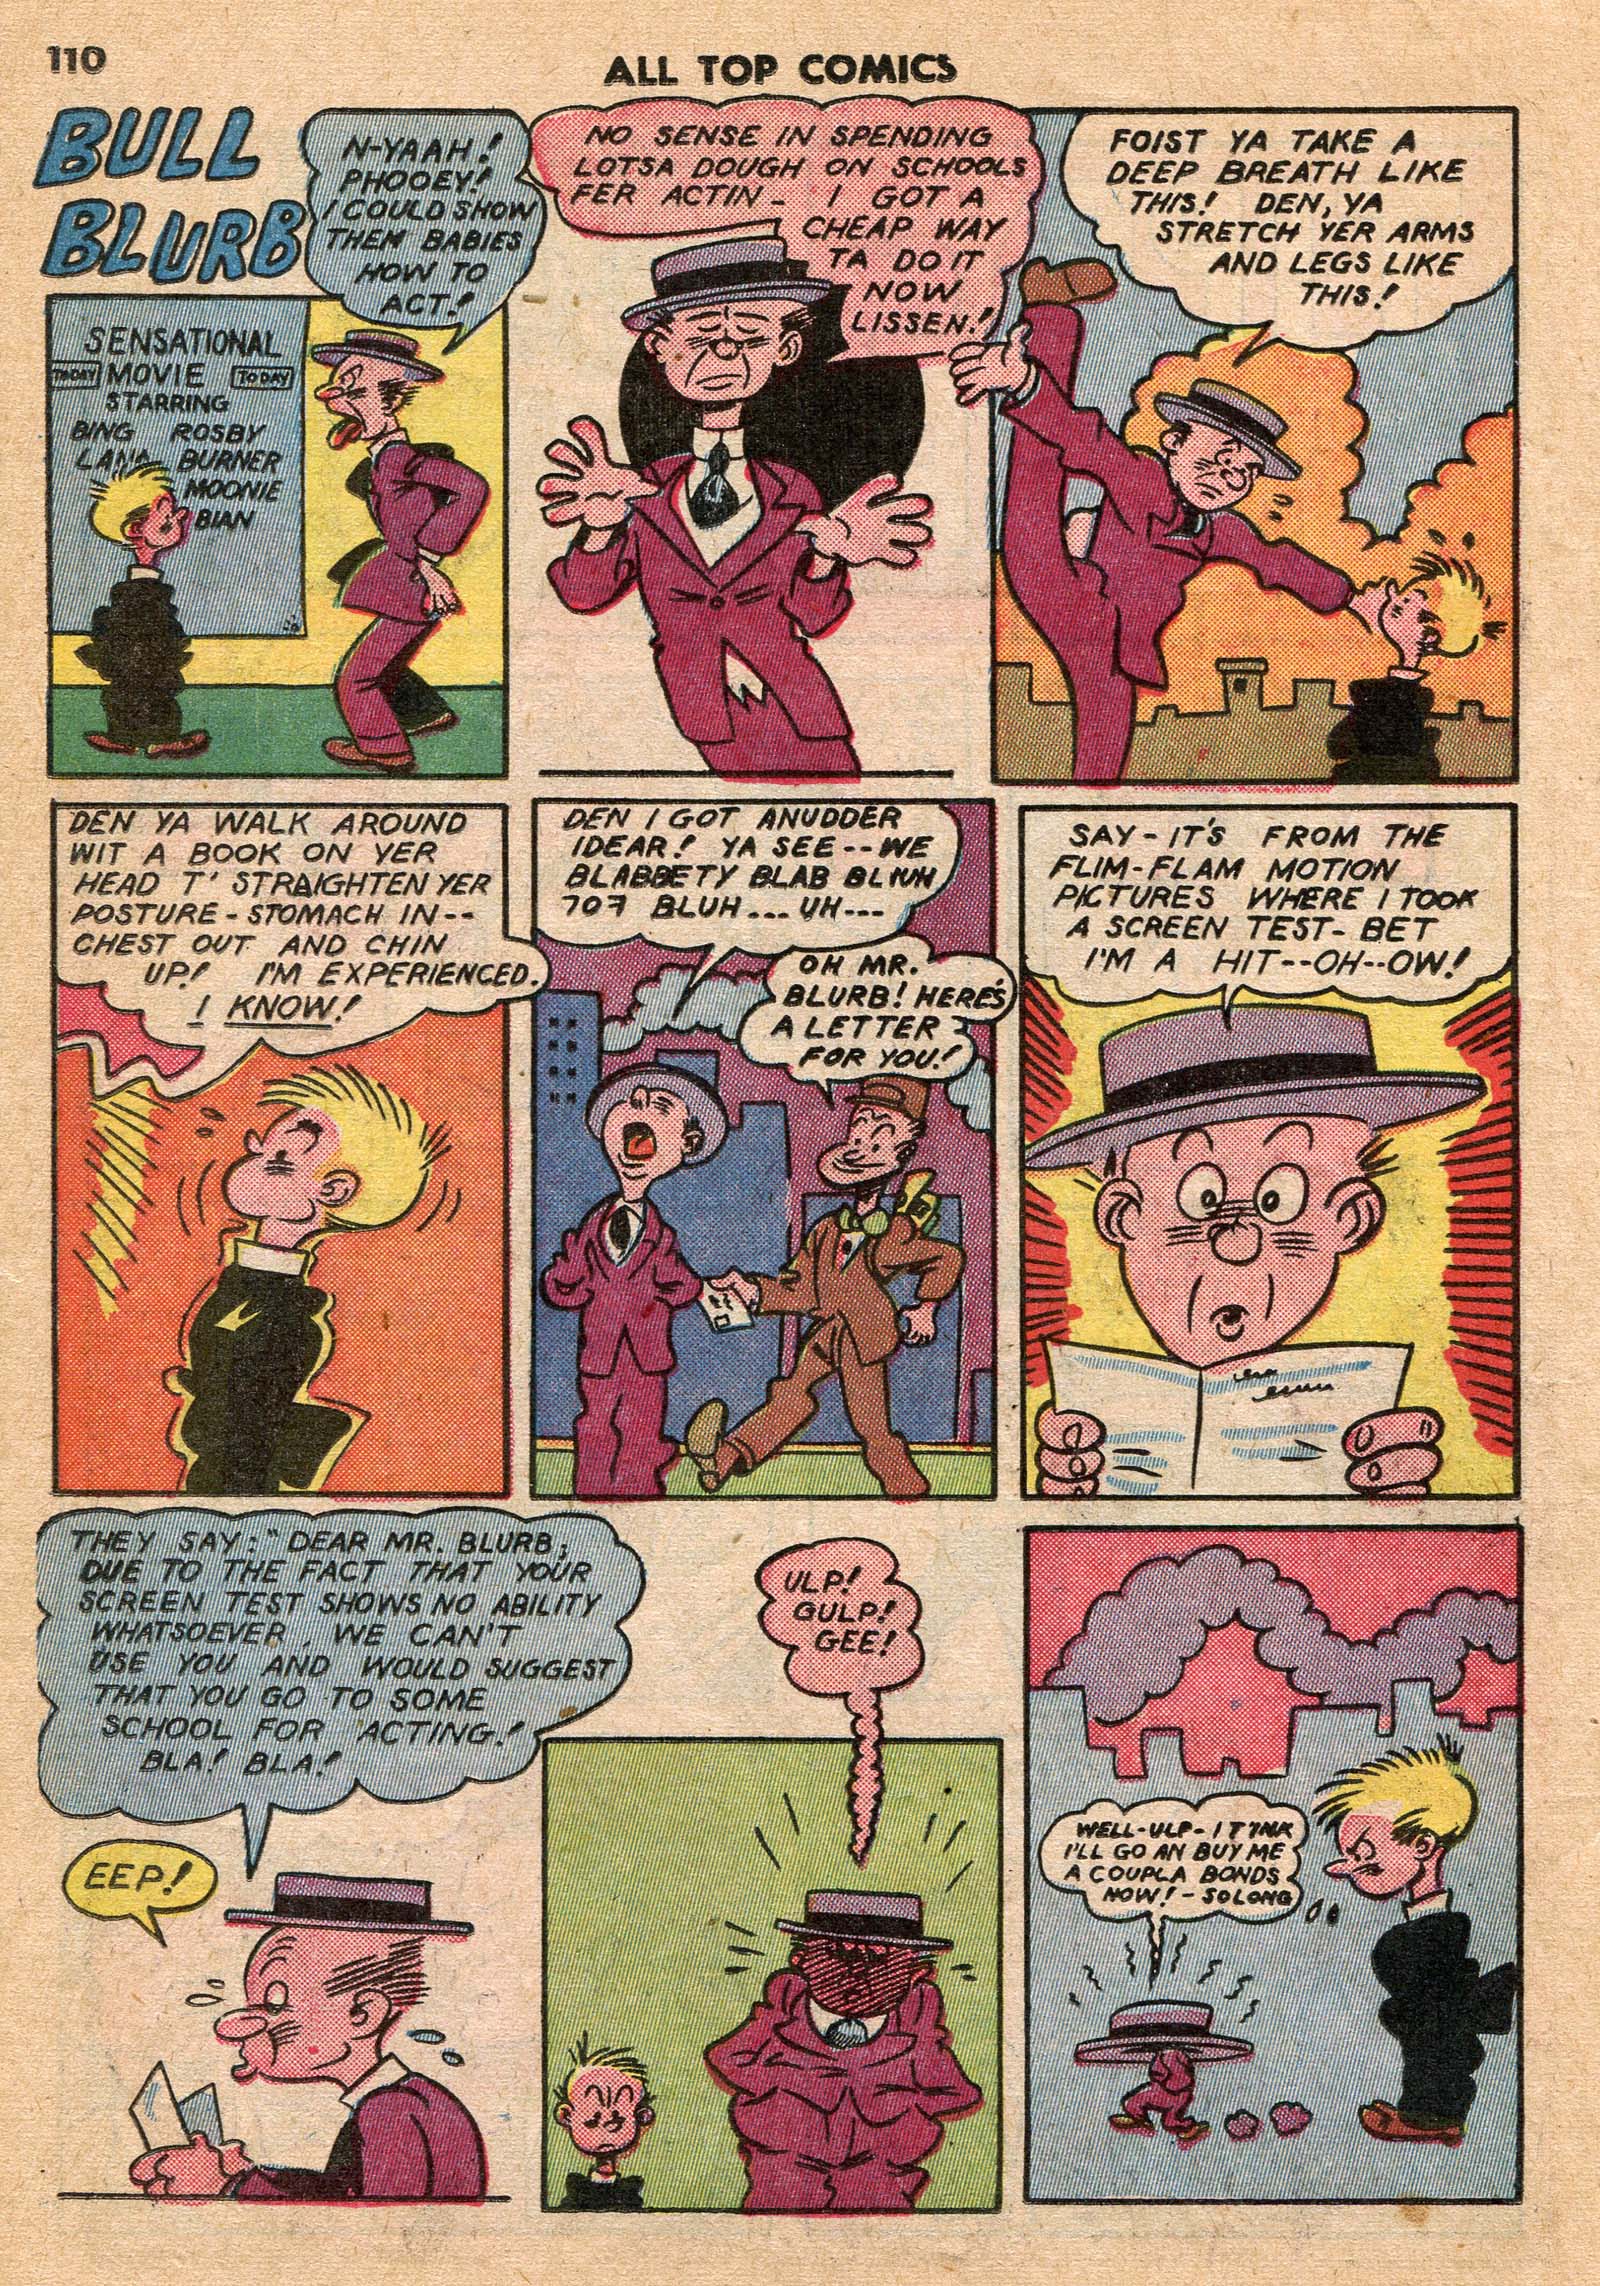 110
ALL TOP COMICS
BULL
BLURB
N-YAAH!
PHOOEY!
I COULD SHOW
THEM BABIES
HOW TO
ACT!
SENSATIONAL
TODAY MOVIE TODAY
STARRING
BING ROSBY
LANA BURNER
MOONIE
BIAN
NO SENSE IN SPENDING
LOTSA DOUGH ON SCHOOLS
FER ACTIN- I GOT A
CHEAP WAY
TA DO IT
NOW
LISSEN!
FOIST YA TAKE A
DEEP BREATH LIKE
THIS! DEN, YA
STRETCH YER ARMS
AND LEGS LIKE
THIS!
DEN YA WALK AROUND
WIT A BOOK ON YER
HEAD T' STRAIGHTEN YER
POSTURE-STOMACH IN--
CHEST OUT AND CHIN
UP! I'M EXPERIENCED.
I KNOW!
DEN I GOT ANUDDER
IDEAR! YA SEE--WE
BLABBETY BLAB
BLUH... UH---
OH MR.
BLURB! HERE'S
A LETTER
FOR YOU!
SAY-IT'S FROM THE
FLIM-FLAM MOTION
PICTURES WHERE I TOOK
A SCREEN TEST- BET
I'M A HIT--OH--OW!
THEY SAY: "DEAR MR. BLURB;
DUE TO THE FACT THAT YOUR
SCREEN TEST SHOWS NO ABILITY
WHATSOEVER, WE CAN'T
USE YOU AND WOULD SUGGEST
THAT YOU GO TO SOME
SCHOOL FOR ACTING!
BLA! BLA!
EEP!
ULP!
GULP!
GEE!
WELL-ULP-I TINK
I'LL GO AN BUY ME
A COUPLA BONDS
NOW!-SO LONG